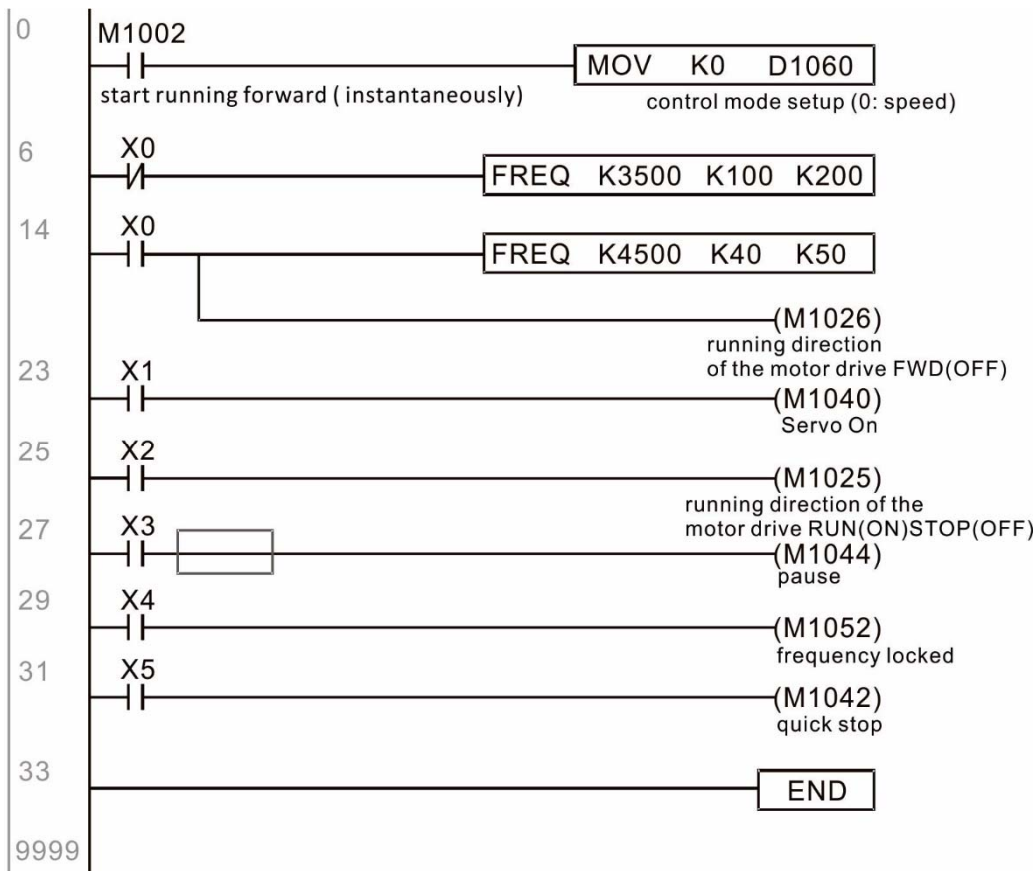 0
M1002
MOV K0 D1060
start running forward ( instantaneously)
control mode setup (0: speed)
6
X0
FREQ K3500 K100 K200
14
X0
FREQ K4500 K40 K50
(M1026)
running direction
of the motor drive FWD(OFF)
23
X1
(M1040)
Servo On
25
X2
(M1025)
running direction of the
motor drive RUN(ON)STOP(OFF)
27
X3
(M1044)
pause
29
X4
(M1052)
frequency locked
31
X5
(M1042)
quick stop
33
END
9999